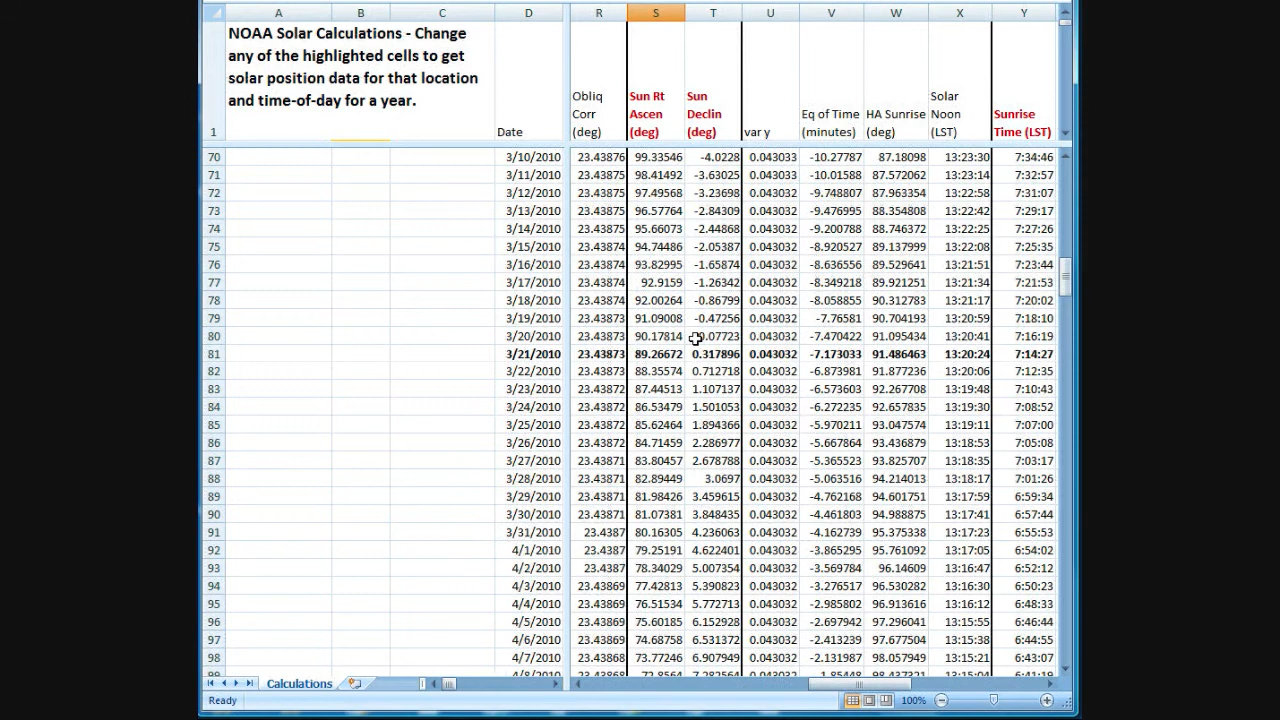 A B C D R S T U V W X Y
NOAA Solar Calculations - Change
any of the highlighted cells to get
solar position data for that location
and time-of-day for a year.
1 Date Obliq Corr (deg) Sun Rt Ascen (deg) Sun Declin (deg) var y Eq of Time (minutes) HA Sunrise (deg) Solar Noon (LST) Sunrise Time (LST)
70 3/10/2010 23.43876 99.33546 -4.0228 0.043033 -10.27787 87.18098 13:23:30 7:34:46
71 3/11/2010 23.43875 98.41492 -3.63025 0.043033 -10.01588 87.572062 13:23:14 7:32:57
72 3/12/2010 23.43875 97.49568 -3.23698 0.043032 -9.748807 87.963354 13:22:58 7:31:07
73 3/13/2010 23.43875 96.57764 -2.84309 0.043032 -9.476995 88.354808 13:22:42 7:29:17
74 3/14/2010 23.43875 95.66073 -2.44868 0.043032 -9.200788 88.746372 13:22:25 7:27:26
75 3/15/2010 23.43874 94.74486 -2.05387 0.043032 -8.920527 89.137999 13:22:08 7:25:35
76 3/16/2010 23.43874 93.82995 -1.65874 0.043032 -8.636556 89.529641 13:21:51 7:23:44
77 3/17/2010 23.43874 92.9159 -1.26342 0.043032 -8.349218 89.921251 13:21:34 7:21:53
78 3/18/2010 23.43874 92.00264 -0.86799 0.043032 -8.058855 90.312783 13:21:17 7:20:02
79 3/19/2010 23.43873 91.09008 -0.47256 0.043032 -7.76581 90.704193 13:20:59 7:18:10
80 3/20/2010 23.43873 90.17814 0.043032 -7.470422 91.095434 13:20:41 7:16:19
81 3/21/2010 23.43873 89.26672 0.317896 0.043032 -7.173033 91.486463 13:20:24 7:14:27
82 3/22/2010 23.43873 88.35574 0.712718 0.043032 -6.873981 91.877236 13:20:06 7:12:35
83 3/23/2010 23.43872 87.44513 1.107137 0.043032 -6.573603 92.267708 13:19:48 7:10:43
84 3/24/2010 23.43872 86.53479 1.501053 0.043032 -6.272235 92.657835 13:19:30 7:08:52
85 3/25/2010 23.43872 85.62464 1.894366 0.043032 -5.970211 93.047574 13:19:11 7:07:00
86 3/26/2010 23.43872 84.71459 2.286977 0.043032 -5.667864 93.436879 13:18:53 7:05:08
87 3/27/2010 23.43871 83.80457 2.678788 0.043032 -5.365523 93.825707 13:18:35 7:03:17
88 3/28/2010 23.43871 82.89449 3.0697 0.043032 -5.063516 94.214013 13:18:17 7:01:26
89 3/29/2010 23.43871 81.98426 3.459615 0.043032 -4.762168 94.601751 13:17:59 6:59:34
90 3/30/2010 23.43871 81.07381 3.848435 0.043032 -4.461803 94.988875 13:17:41 6:57:44
91 3/31/2010 23.4387 80.16305 4.236063 0.043032 -4.162739 95.375338 13:17:23 6:55:53
92 4/1/2010 23.4387 79.25191 4.622401 0.043032 -3.865295 95.761092 13:17:05 6:54:02
93 4/2/2010 23.4387 78.34029 5.007354 0.043032 -3.569784 96.14609 13:16:47 6:52:12
94 4/3/2010 23.43869 77.42813 5.390823 0.043032 -3.276517 96.530282 13:16:30 6:50:23
95 4/4/2010 23.43869 76.51534 5.772713 0.043032 -2.985802 96.913616 13:16:12 6:48:33
96 4/5/2010 23.43869 75.60185 6.152928 0.043032 -2.697942 97.296041 13:15:55 6:46:44
97 4/6/2010 23.43869 74.68758 6.531372 0.043032 -2.413239 97.677504 13:15:38 6:44:55
98 4/7/2010 23.43868 73.77246 6.907949 0.043032 -2.131987 98.057949 13:15:21 6:43:07
Calculations
Ready 100%